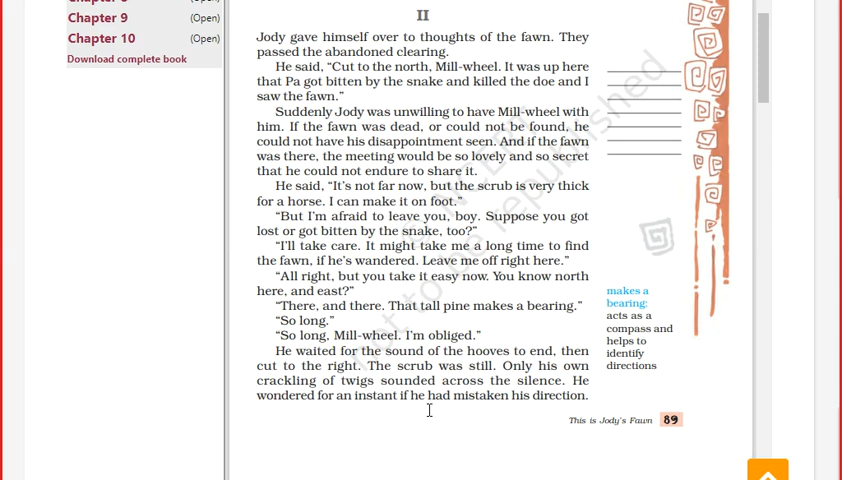 Chapter 9 (Open)
Chapter 10 (Open)
Download complete book
II
Jody gave himself over to thoughts of the fawn. They
passed the abandoned clearing.
He said, “Cut to the north, Mill-wheel. It was up here
that Pa got bitten by the snake and killed the doe and I
saw the fawn.”
Suddenly Jody was unwilling to have Mill-wheel with
him. If the fawn was dead, or could not be found, he
could not have his disappointment seen. And if the fawn
was there, the meeting would be so lovely and so secret
that he could not endure to share it.
He said, “It’s not far now, but the scrub is very thick
for a horse. I can make it on foot.”
“But I’m afraid to leave you, boy. Suppose you got
lost or got bitten by the snake, too?”
“I’ll take care. It might take me a long time to find
the fawn, if he’s wandered. Leave me off right here.”
“All right, but you take it easy now. You know north
here, and east?”
“There, and there. That tall pine makes a bearing.”
“So long.”
“So long, Mill-wheel. I’m obliged.”
He waited for the sound of the hooves to end, then
cut to the right. The scrub was still. Only his own
crackling of twigs sounded across the silence. He
wondered for an instant if he had mistaken his direction.
makes a
bearing:
acts as a
compass and
helps to
identify
directions
This is Jody’s Fawn 89
not to be republished